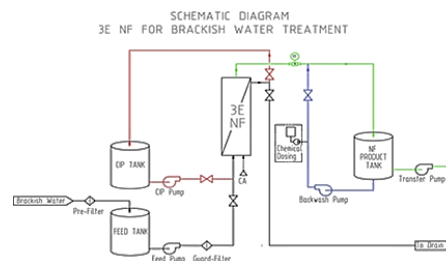 SCHEMATIC DIAGRAM
3E NF FOR BRACKISH WATER TREATMENT
3E
NF
CIP TANK
CIP Pump
CA
Chemical
Dosing
NF
PRODUCT
TANK
Transfer Pump
Backwash Pump
Brackish Water
Pre-Filter
FEED TANK
Feed Pump
Guard-Filter
To Drain